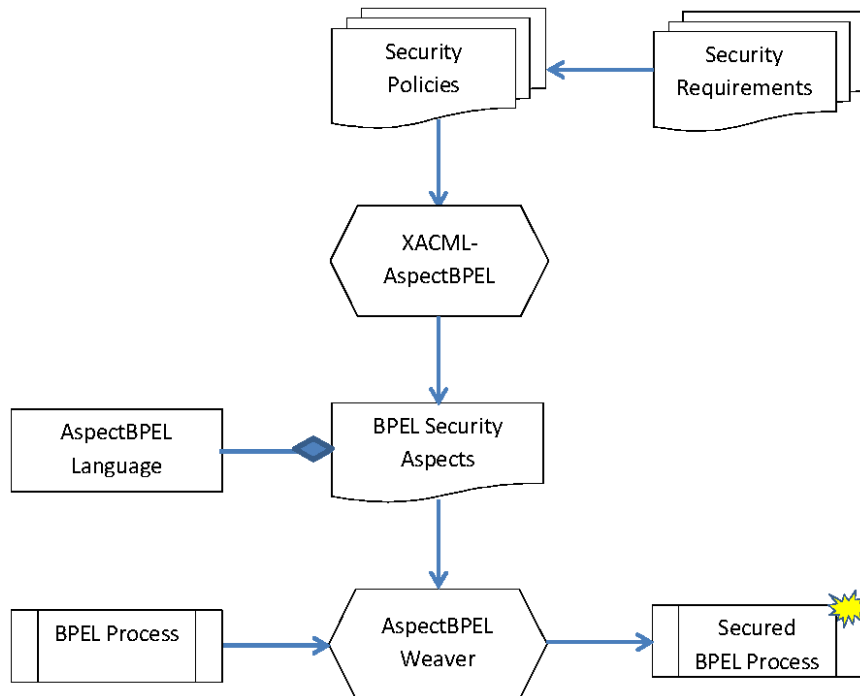 Security
Policies
Security
Requirements
XACML-
AspectBPEL
AspectBPEL
Language
BPEL Security
Aspects
BPEL Process
AspectBPEL
Weaver
Secured
BPEL Process